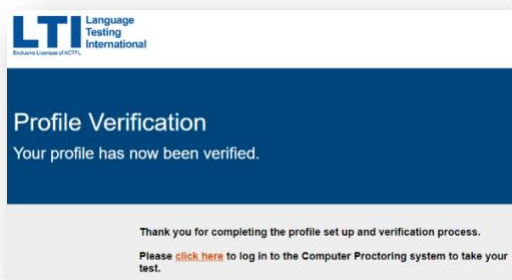 LTI
Language
Testing
International
Exclusive Licensee of ACTFL
Profile Verification
Your profile has now been verified.
Thank you for completing the profile set up and verification process.
Please click here to log in to the Computer Proctoring system to take your
test.